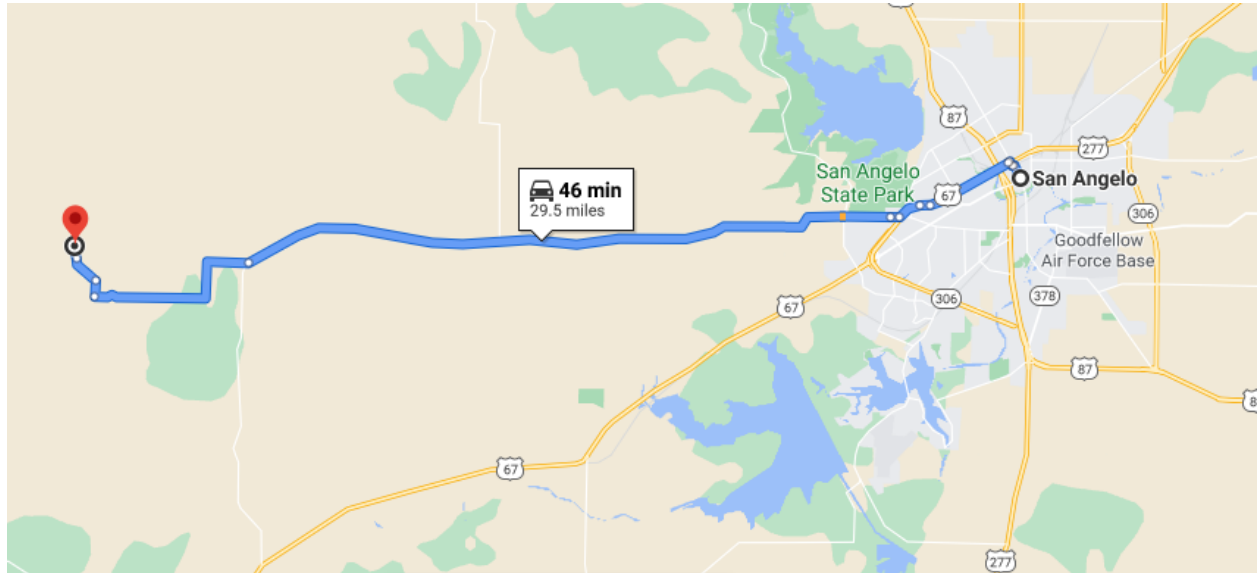 87
277
San Angelo
State Park
67
San Angelo
46 min
29.5 miles
306
Goodfellow
Air Force Base
378
306
67
87
67
277